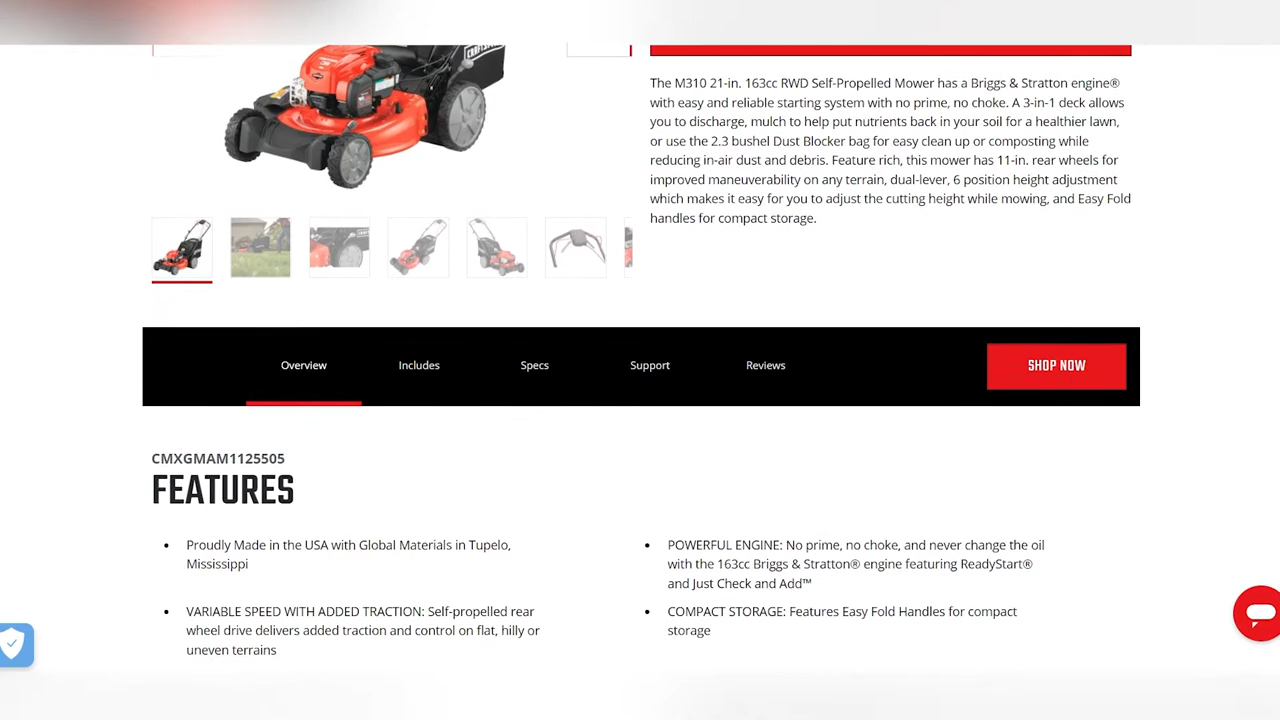 CRAFTSMAN
The M310 21-in. 163cc RWD Self-Propelled Mower has a Briggs & Stratton engine®
with easy and reliable starting system with no prime, no choke. A 3-in-1 deck allows
you to discharge, mulch to help put nutrients back in your soil for a healthier lawn,
or use the 2.3 bushel Dust Blocker bag for easy clean up or composting while
reducing in-air dust and debris. Feature rich, this mower has 11-in. rear wheels for
improved maneuverability on any terrain, dual-lever, 6 position height adjustment
which makes it easy for you to adjust the cutting height while mowing, and Easy Fold
handles for compact storage.
Overview
Includes
Specs
Support
Reviews
SHOP NOW
CMXGMAM1125505
FEATURES
• Proudly Made in the USA with Global Materials in Tupelo,
Mississippi
• VARIABLE SPEED WITH ADDED TRACTION: Self-propelled rear
wheel drive delivers added traction and control on flat, hilly or
uneven terrains
• POWERFUL ENGINE: No prime, no choke, and never change the oil
with the 163cc Briggs & Stratton® engine featuring ReadyStart®
and Just Check and Add™
• COMPACT STORAGE: Features Easy Fold Handles for compact
storage